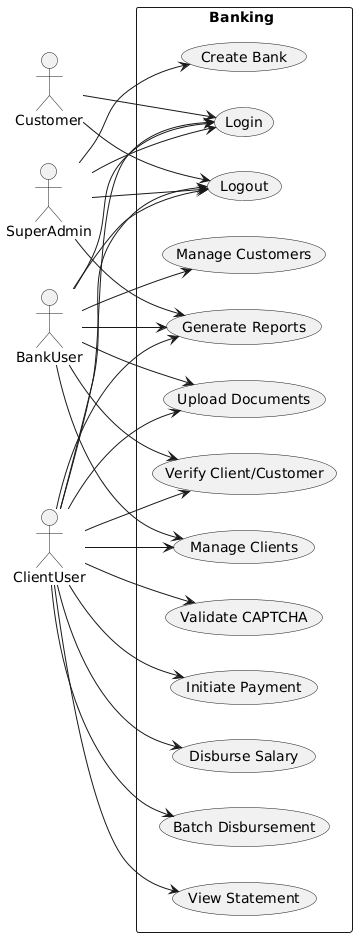 Banking
Create Bank
Customer
Login
SuperAdmin
Logout
Manage Customers
BankUser
Generate Reports
Upload Documents
Verify Client/Customer
ClientUser
Manage Clients
Validate CAPTCHA
Initiate Payment
Disburse Salary
Batch Disbursement
View Statement